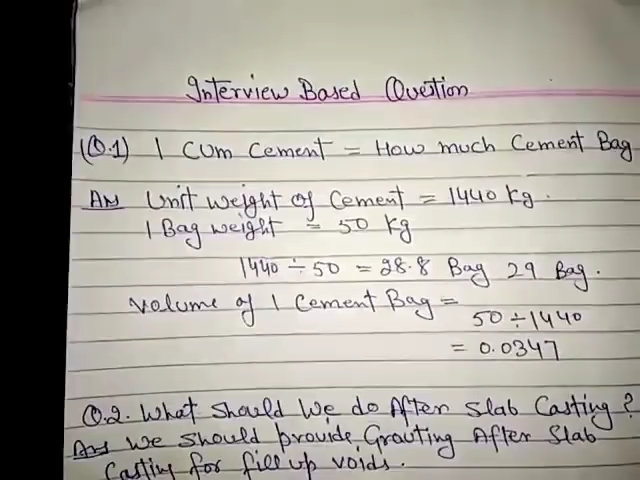 Interview Based Question
(Q.1) 1 CUM Cement = How much Cement Bag
Ans Unit weight of Cement = 1440 Kg.
1 Bag weight = 50 Kg
1440 ÷ 50 = 28.8 Bag 29 Bag.
Volume of 1 Cement Bag =
50 ÷ 1440
= 0.0347
Q.2. What should We do After Slab Casting ?
Ans We should provide Grouting After Slab
Casting for fill up voids.